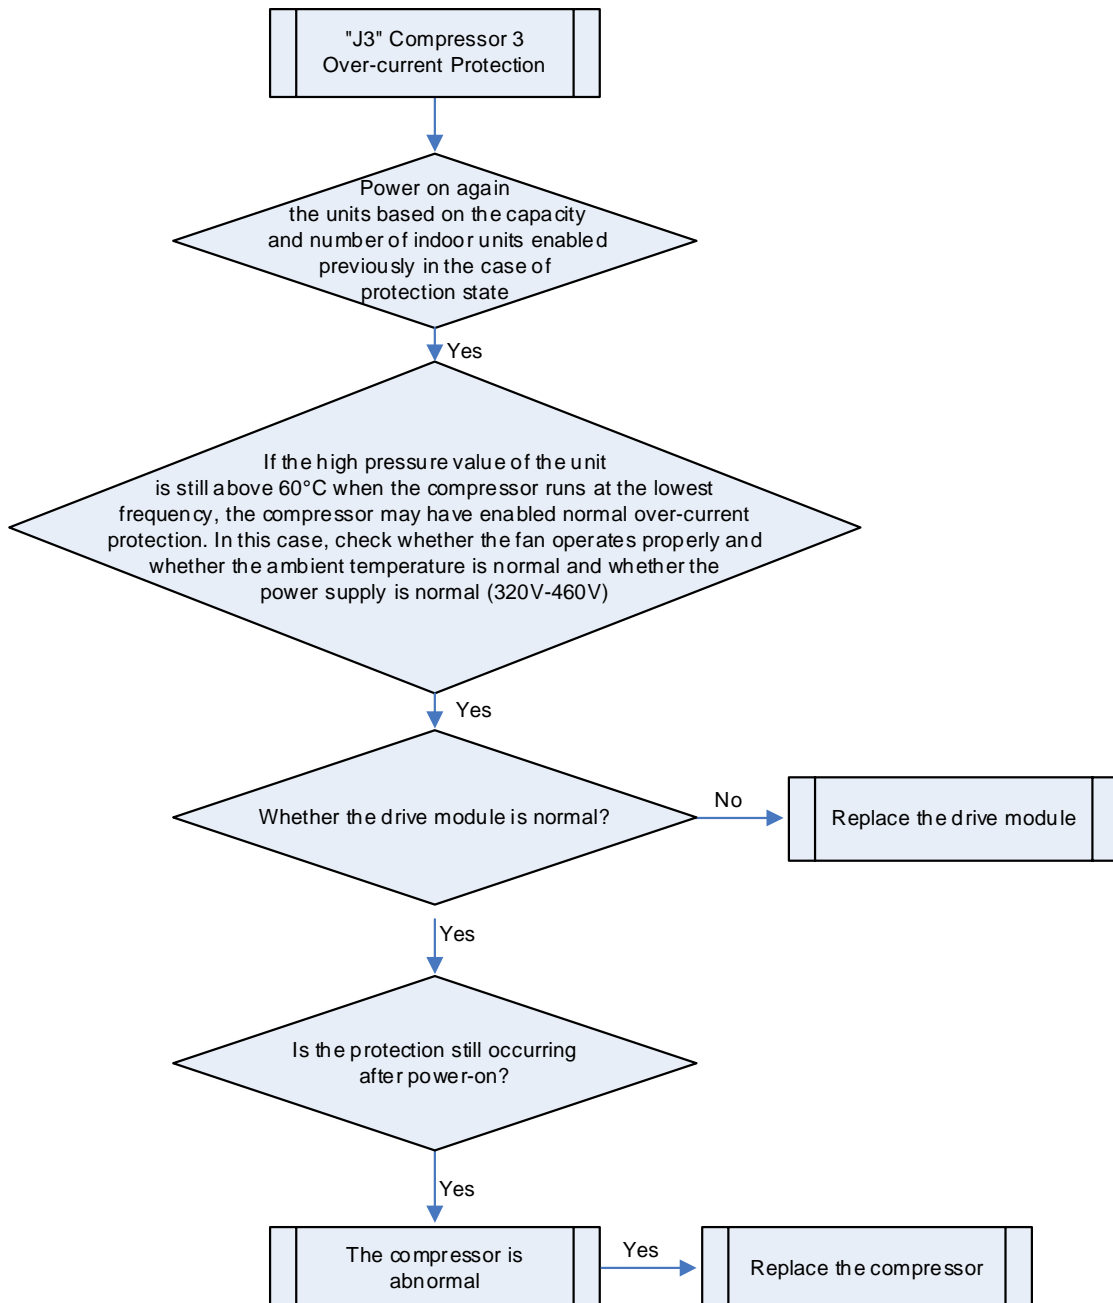 "J3" Compressor 3
Over-current Protection
Power on again
the units based on the capacity
and number of indoor units enabled
previously in the case of
protection state
Yes
If the high pressure value of the unit
is still above 60°C when the compressor runs at the lowest
frequency, the compressor may have enabled normal over-current
protection. In this case, check whether the fan operates properly and
whether the ambient temperature is normal and whether the
power supply is normal (320V-460V)
Yes
Whether the drive module is normal?
No
Replace the drive module
Yes
Is the protection still occurring
after power-on?
Yes
The compressor is
abnormal
Yes
Replace the compressor